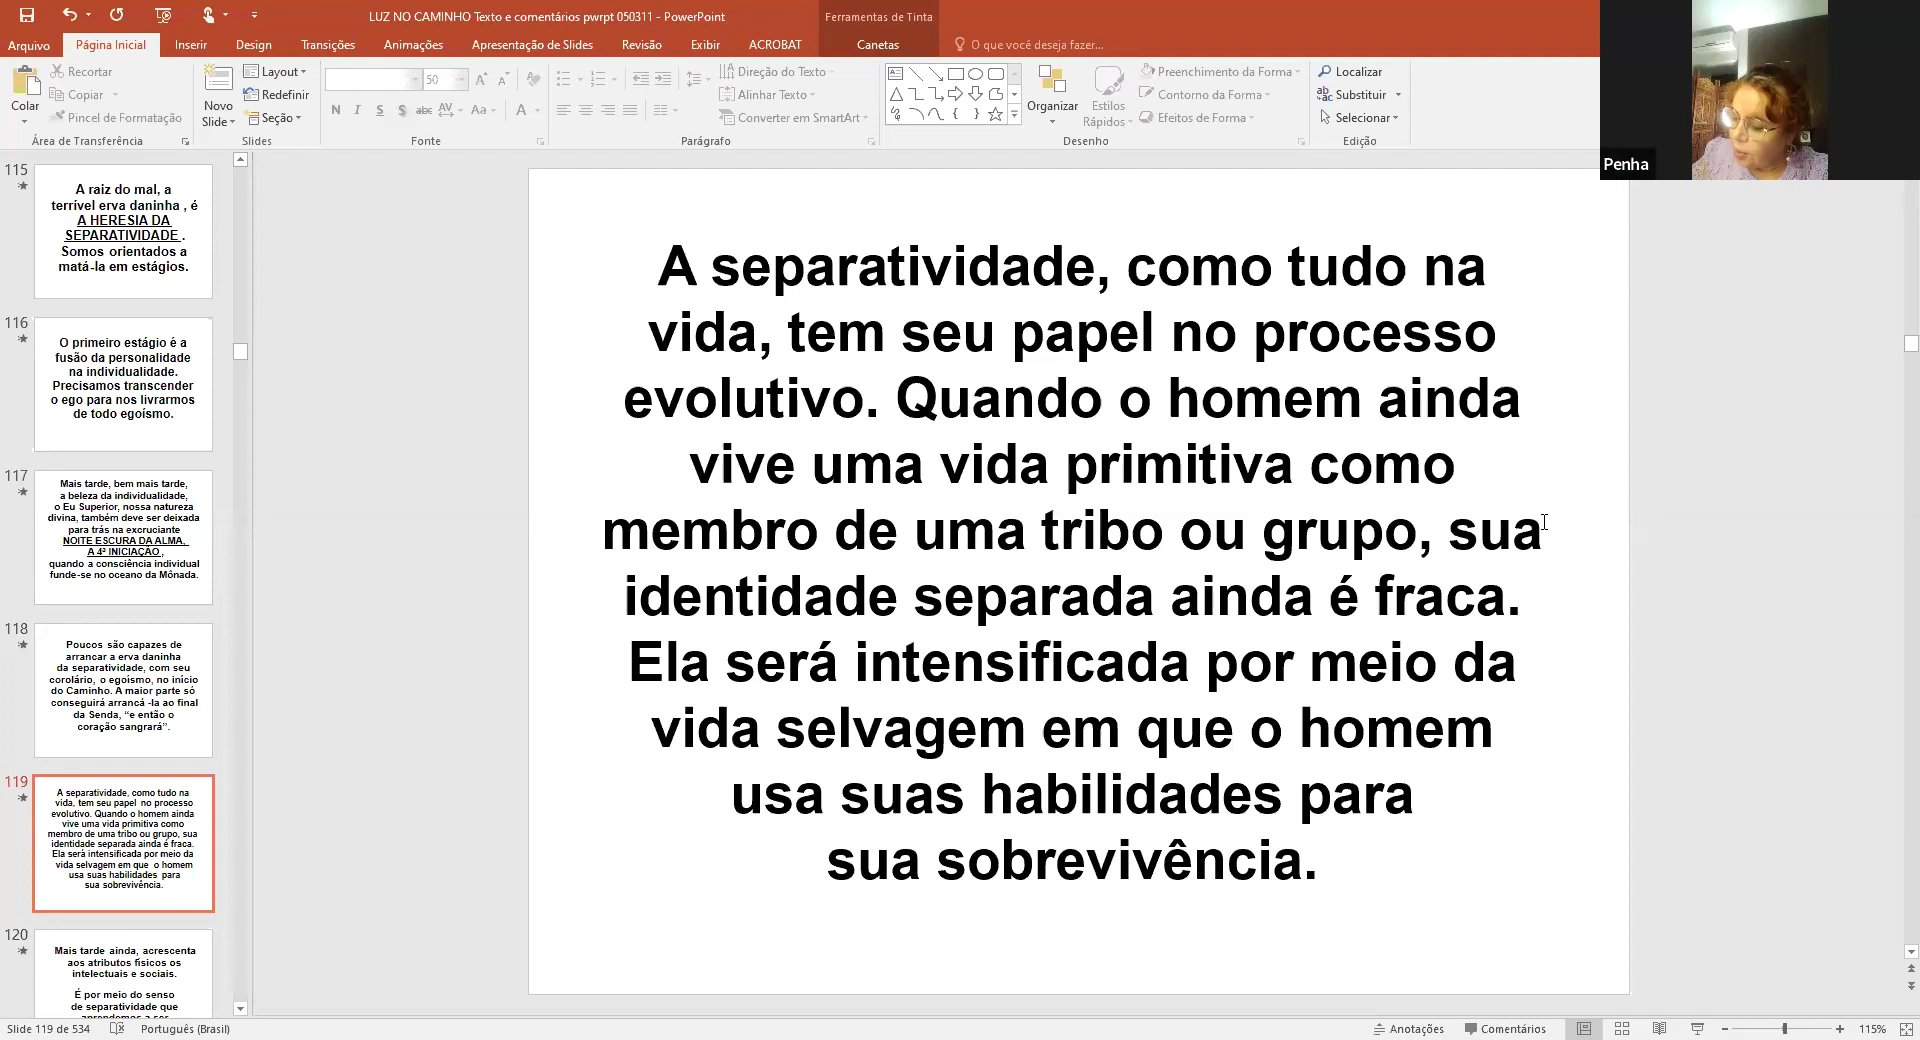 LUZ NO CAMINHO Texto e comentários pwrpt 050311 - PowerPoint
Ferramentas de Tinta
Arquivo
Página Inicial
Inserir
Design
Transições
Animações
Apresentação de Slides
Revisão
Exibir
ACROBAT
Canetas
O que você deseja fazer...
Colar
Recortar
Copiar
Pincel de Formatação
Área de Transferência
Novo
Slide
Layout
Redefinir
Seção
Slides
50
N I S S abc AV Aa A
Fonte
Direção do Texto
Alinhar Texto
Converter em SmartArt
Parágrafo
Organizar
Estilos
Rápidos
Preenchimento da Forma
Contorno da Forma
Efeitos de Forma
Desenho
Localizar
Substituir
Selecionar
Edição
Penha
115
A raiz do mal, a
terrível erva daninha , é
A HERESIA DA
SEPARATIVIDADE .
Somos orientados a
matá-la em estágios.
116
O primeiro estágio é a
fusão da personalidade
na individualidade.
Precisamos transcender
o ego para nos livrarmos
de todo egoísmo.
117
Mais tarde, bem mais tarde,
a beleza da individualidade,
o Eu Superior, nossa natureza
divina, também deve ser deixada
para trás na excruciante
NOITE ESCURA DA ALMA,
A 4ª INICIAÇÃO ,
quando a consciência individual
funde-se no oceano da Mônada.
118
Poucos são capazes de
arrancar a erva daninha
da separatividade, com seu
corolário, o egoísmo, no início
do Caminho. A maior parte só
conseguirá arrancá -la ao final
da Senda, “e então o
coração sangrará”.
119
A separatividade, como tudo na
vida, tem seu papel no processo
evolutivo. Quando o homem ainda
vive uma vida primitiva como
membro de uma tribo ou grupo, sua
identidade separada ainda é fraca.
Ela será intensificada por meio da
vida selvagem em que o homem
usa suas habilidades para
sua sobrevivência.
120
Mais tarde ainda, acrescenta
aos atributos físicos os
intelectuais e sociais.
É por meio do senso
de separatividade que
aprendemos a ser
A separatividade, como tudo na
vida, tem seu papel no processo
evolutivo. Quando o homem ainda
vive uma vida primitiva como
membro de uma tribo ou grupo, sua
identidade separada ainda é fraca.
Ela será intensificada por meio da
vida selvagem em que o homem
usa suas habilidades para
sua sobrevivência.
Slide 119 de 534
Português (Brasil)
Anotações
Comentários
115%